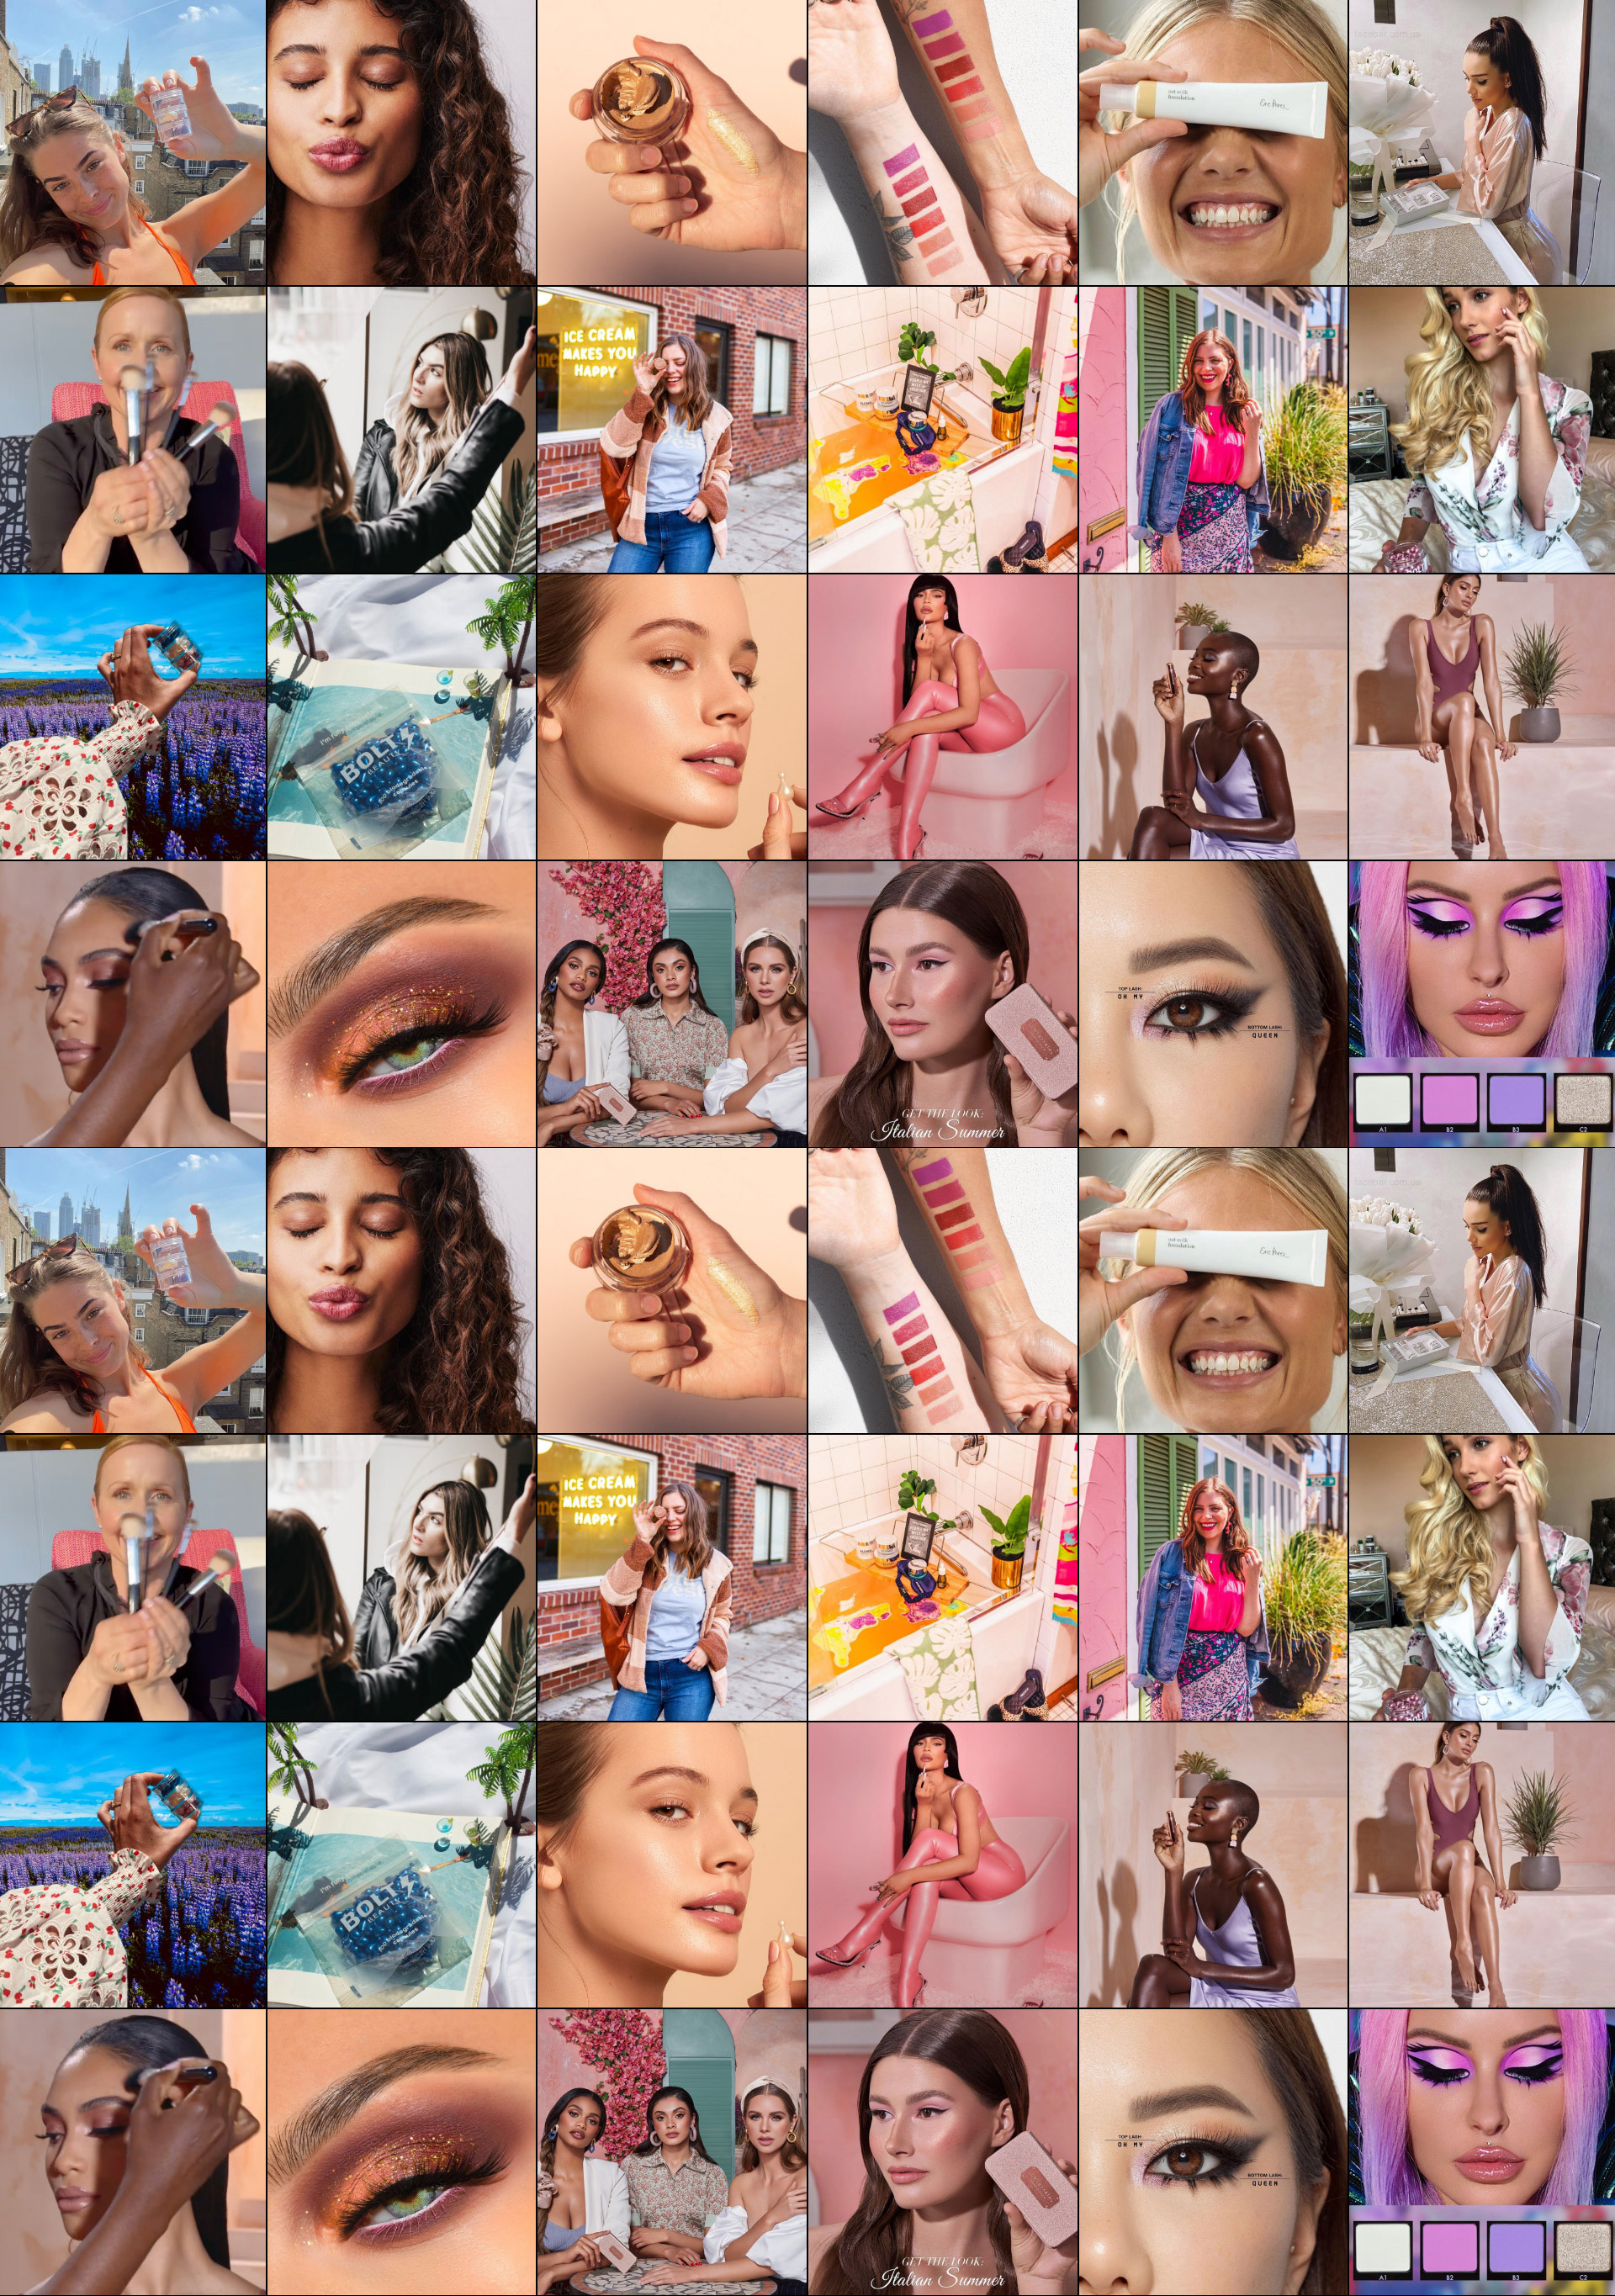 oat milk
foundation
Ere Perez
ICE CREAM
MAKES YOU
HAPPY
BOLT
BEAUTY
TOP LASH:
OH MY
BOTTOM LASH:
QUEEN
GET THE LOOK:
Italian Summer
A1
B2
B3
C2
oat milk
foundation
Ere Perez
ICE CREAM
MAKES YOU
HAPPY
BOLT
BEAUTY
TOP LASH:
OH MY
BOTTOM LASH:
QUEEN
GET THE LOOK:
Italian Summer
A1
B2
B3
C2